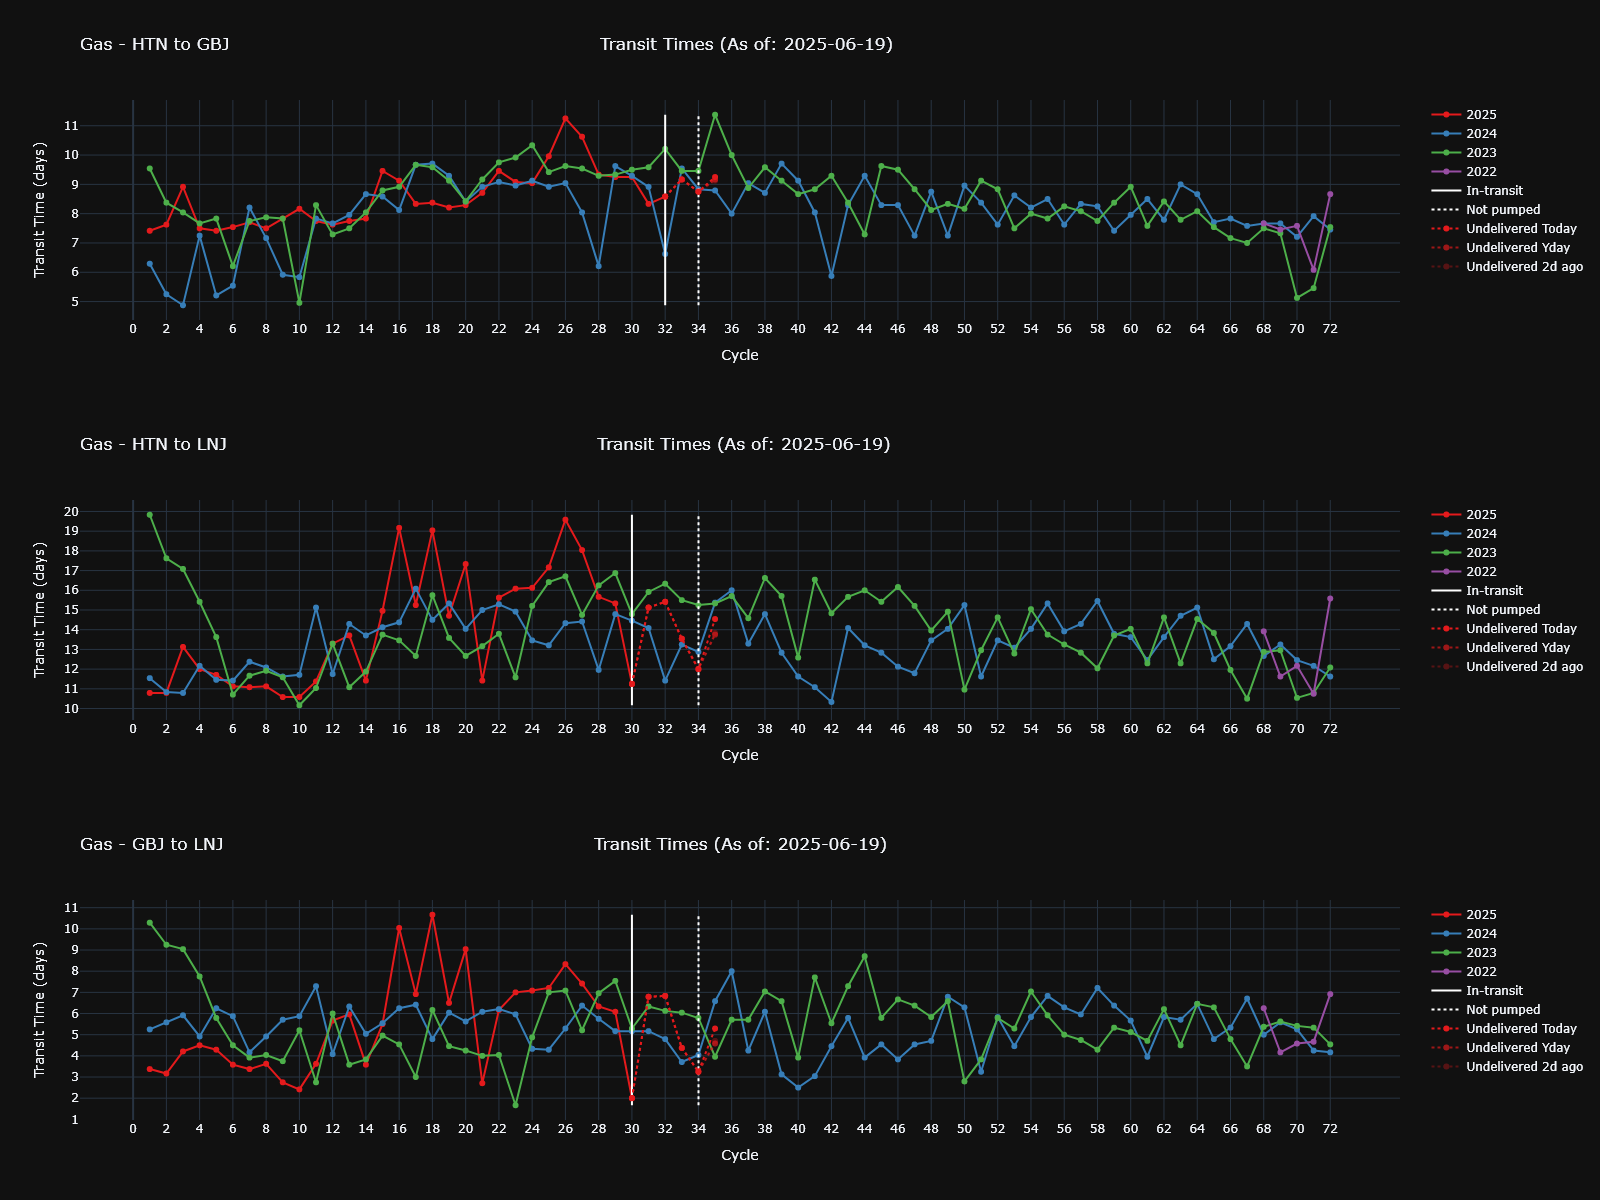 Gas - HTN to GBJ
Transit Times (As of: 2025-06-19)
Transit Time (days)
11
10
9
8
7
6
5
0 2 4 6 8 10 12 14 16 18 20 22 24 26 28 30 32 34 36 38 40 42 44 46 48 50 52 54 56 58 60 62 64 66 68 70 72
Cycle
2025
2024
2023
2022
In-transit
Not pumped
Undelivered Today
Undelivered Yday
Undelivered 2d ago
Gas - HTN to LNJ
Transit Times (As of: 2025-06-19)
Transit Time (days)
20
19
18
17
16
15
14
13
12
11
10
0 2 4 6 8 10 12 14 16 18 20 22 24 26 28 30 32 34 36 38 40 42 44 46 48 50 52 54 56 58 60 62 64 66 68 70 72
Cycle
2025
2024
2023
2022
In-transit
Not pumped
Undelivered Today
Undelivered Yday
Undelivered 2d ago
Gas - GBJ to LNJ
Transit Times (As of: 2025-06-19)
Transit Time (days)
11
10
9
8
7
6
5
4
3
2
1
0 2 4 6 8 10 12 14 16 18 20 22 24 26 28 30 32 34 36 38 40 42 44 46 48 50 52 54 56 58 60 62 64 66 68 70 72
Cycle
2025
2024
2023
2022
In-transit
Not pumped
Undelivered Today
Undelivered Yday
Undelivered 2d ago